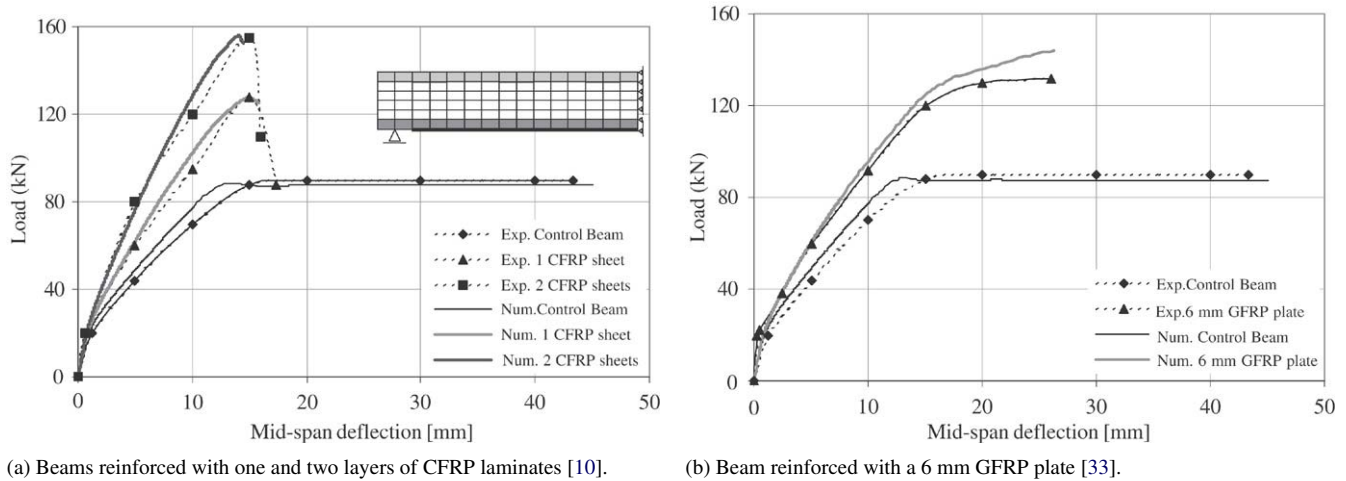 160
120
80
40
0
Load (kN)
Exp. Control Beam
Exp. 1 CFRP sheet
Exp. 2 CFRP sheets
Num.Control Beam
Num. 1 CFRP sheet
Num. 2 CFRP sheets
0 10 20 30 40 50
Mid-span deflection [mm]
(a) Beams reinforced with one and two layers of CFRP laminates [10].
160
120
80
40
0
Load (kN)
Exp.Control Beam
Exp.6 mm GFRP plate
Num. Control Beam
Num. 6 mm GFRP plate
0 10 20 30 40 50
Mid-span deflection [mm]
(b) Beam reinforced with a 6 mm GFRP plate [33].